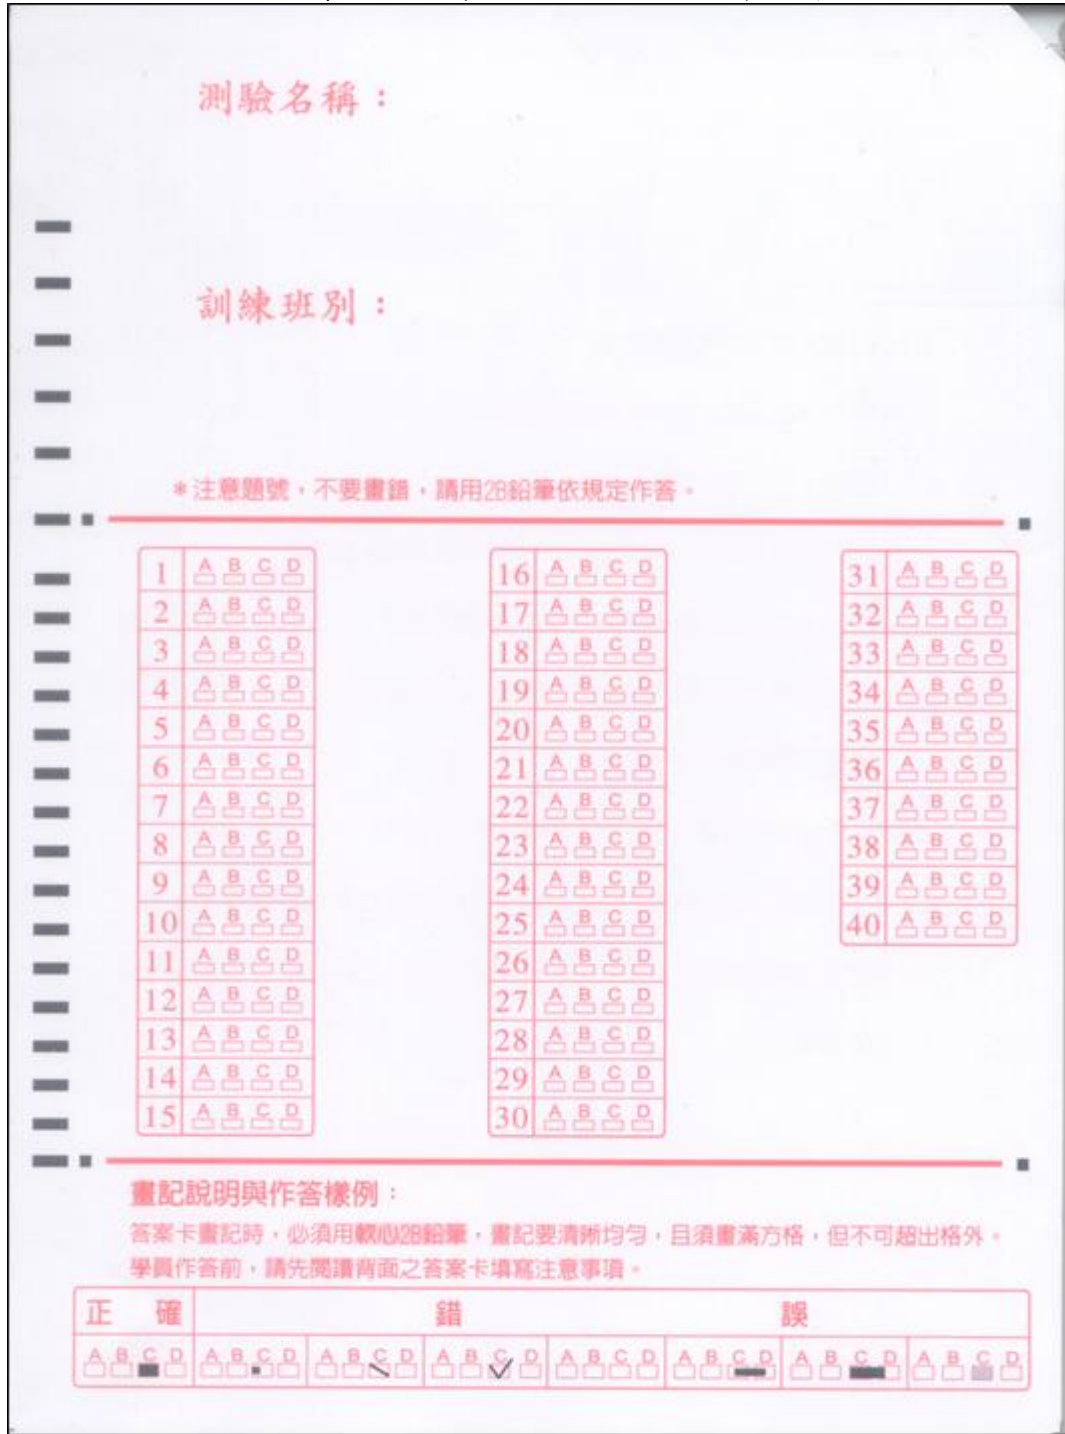 測驗名稱：
訓練班別：
*注意題號，不要畫錯，請用2B鉛筆依規定作答。
1 A B C D
2 A B C D
3 A B C D
4 A B C D
5 A B C D
6 A B C D
7 A B C D
8 A B C D
9 A B C D
10 A B C D
11 A B C D
12 A B C D
13 A B C D
14 A B C D
15 A B C D
16 A B C D
17 A B C D
18 A B C D
19 A B C D
20 A B C D
21 A B C D
22 A B C D
23 A B C D
24 A B C D
25 A B C D
26 A B C D
27 A B C D
28 A B C D
29 A B C D
30 A B C D
31 A B C D
32 A B C D
33 A B C D
34 A B C D
35 A B C D
36 A B C D
37 A B C D
38 A B C D
39 A B C D
40 A B C D
畫記說明與作答樣例：
答案卡畫記時，必須用軟心2B鉛筆，畫記要清晰均勻，且須畫滿方格，但不可超出格外。
學員作答前，請先閱讀背面之答案卡填寫注意事項。
正 確 錯 誤
A B C D A B C D A B C D A B C D A B C D A B C D A B C D A B C D